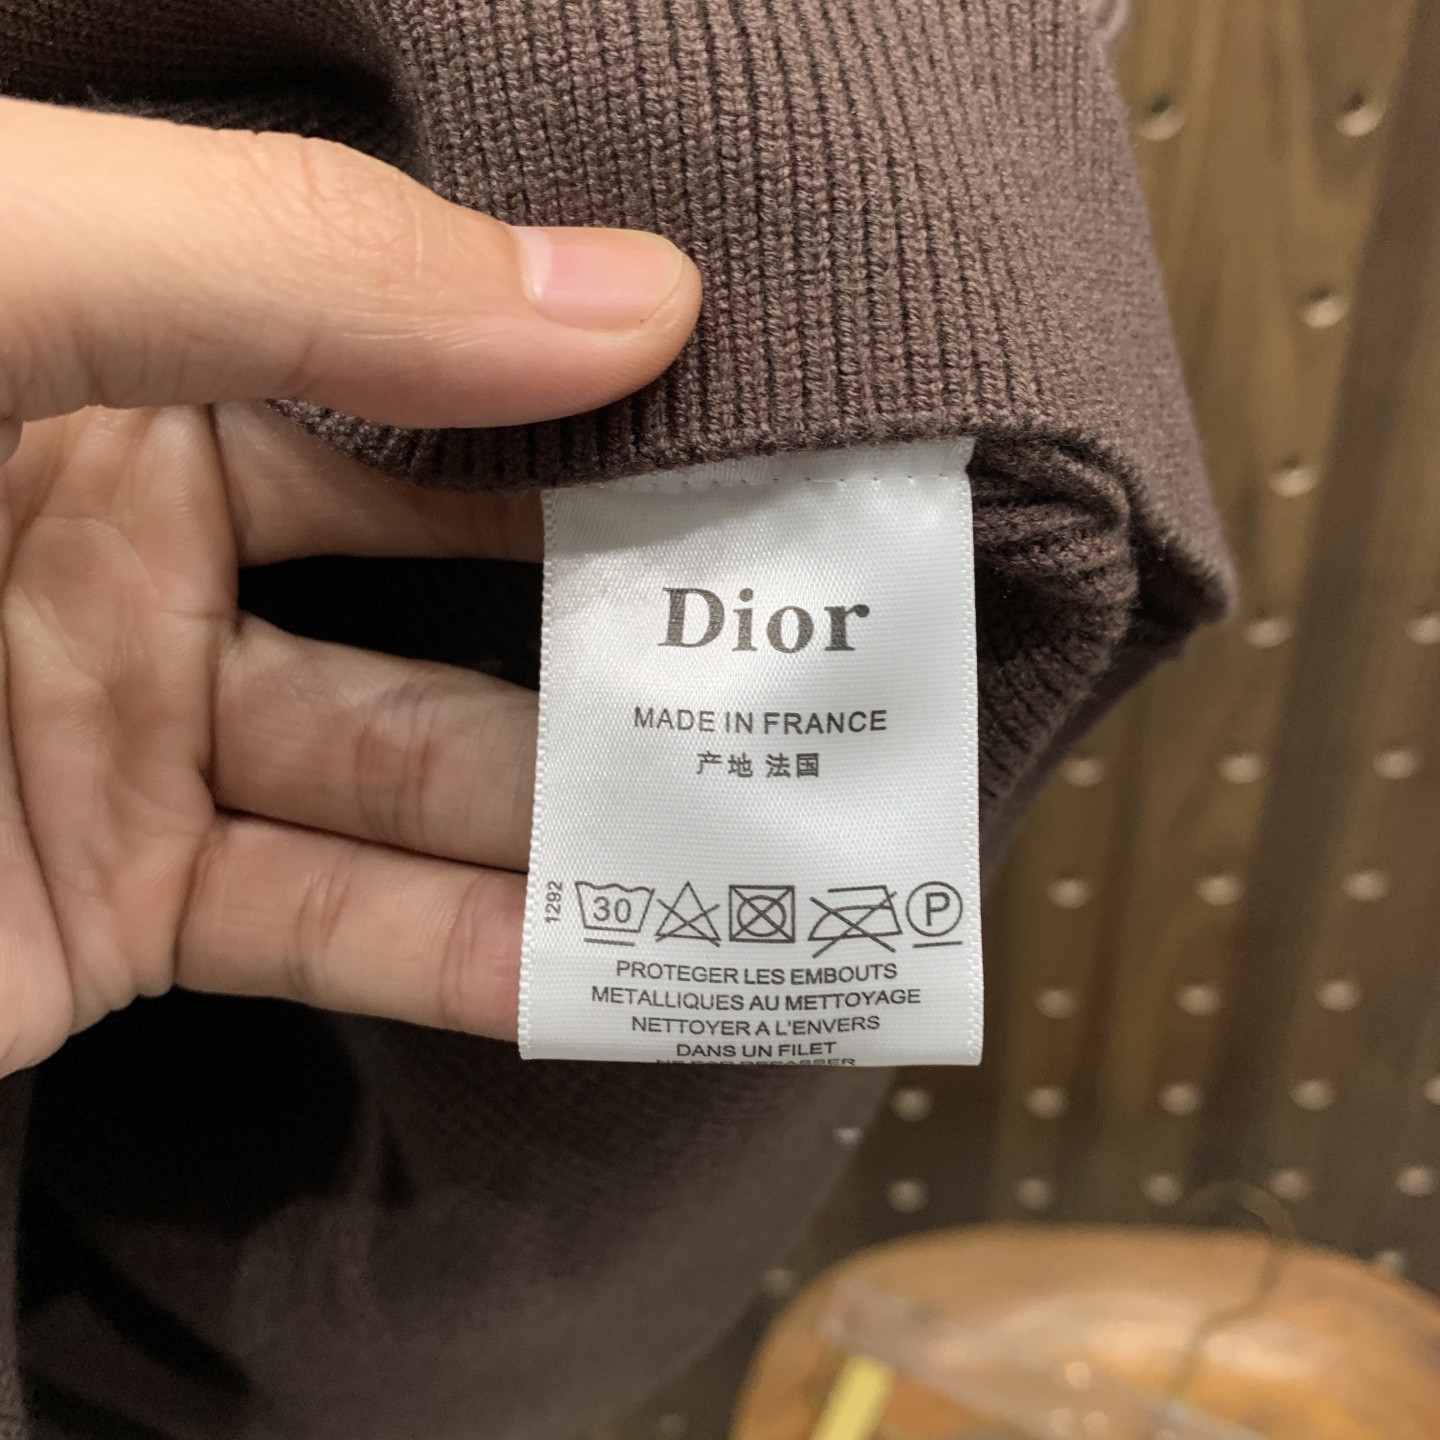 Dior
MADE IN FRANCE
产地 法国
1292
30 P
PROTEGER LES EMBOUTS
METALLIQUES AU METTOYAGE
NETTOYER A L'ENVERS
DANS UN FILET